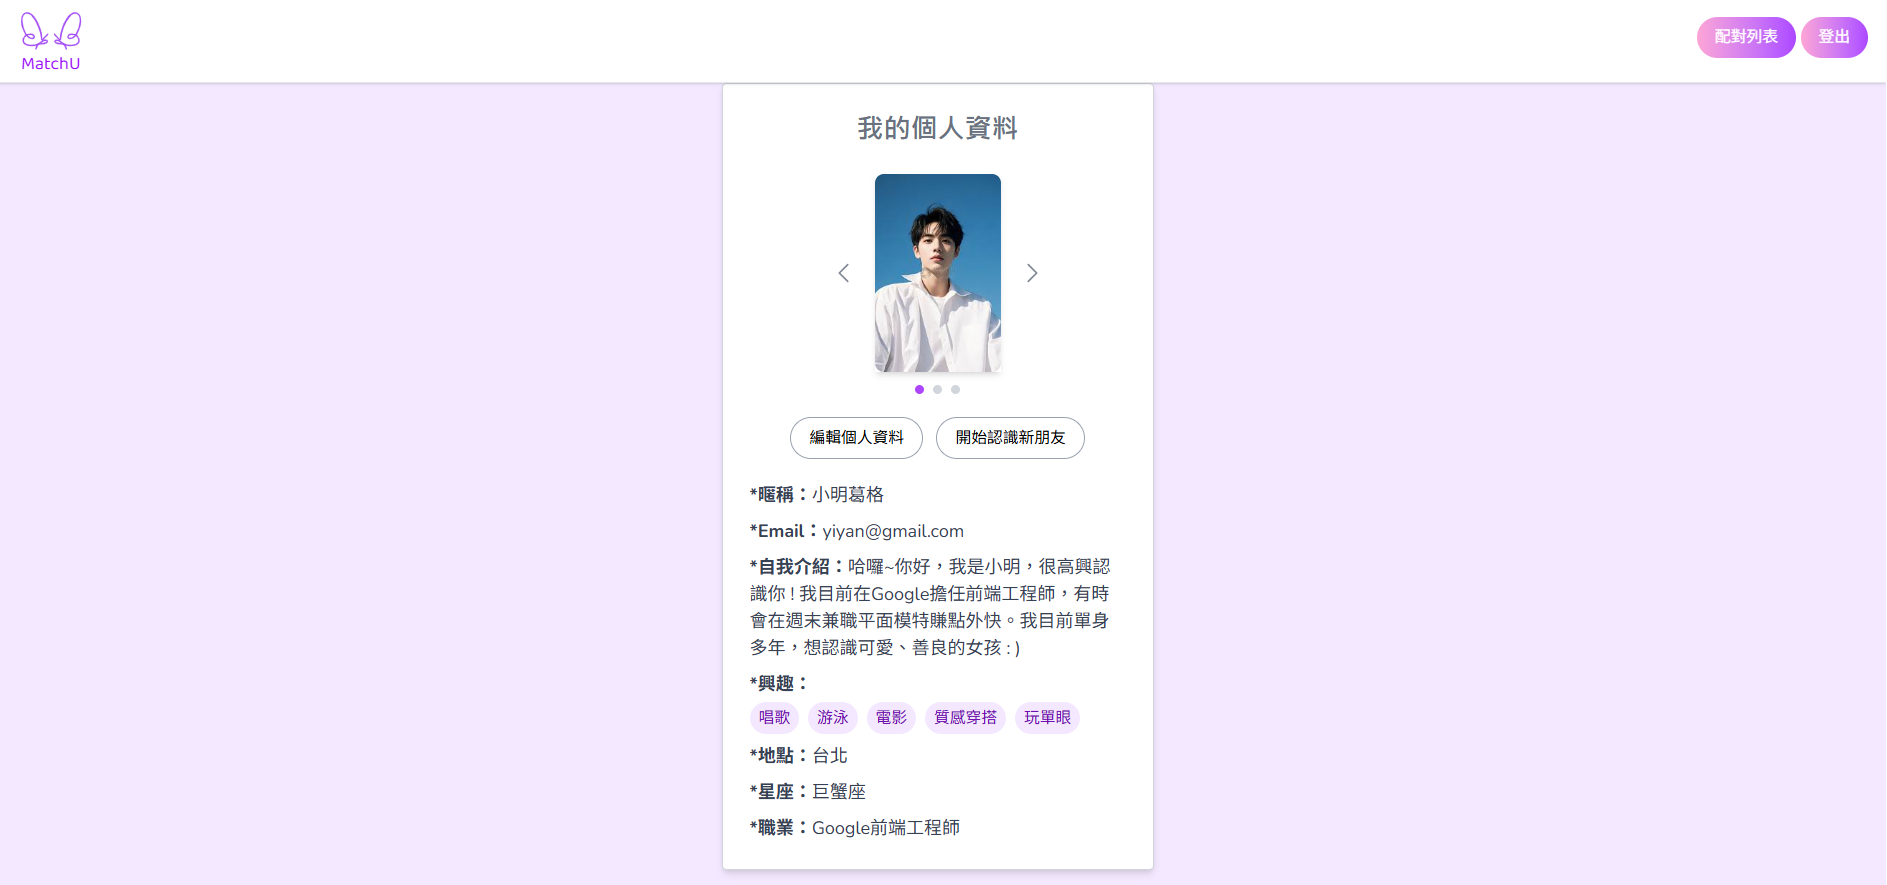 MatchU
配對列表
登出
我的個人資料
編輯個人資料
開始認識新朋友
*暱稱：小明葛格
*Email：yiyan@gmail.com
*自我介紹：哈囉~你好，我是小明，很高興認
識你 ! 我目前在Google擔任前端工程師，有時
會在週末兼職平面模特賺點外快。我目前單身
多年，想認識可愛、善良的女孩 : )
*興趣：
唱歌 游泳 電影 質感穿搭 玩單眼
*地點：台北
*星座：巨蟹座
*職業：Google前端工程師